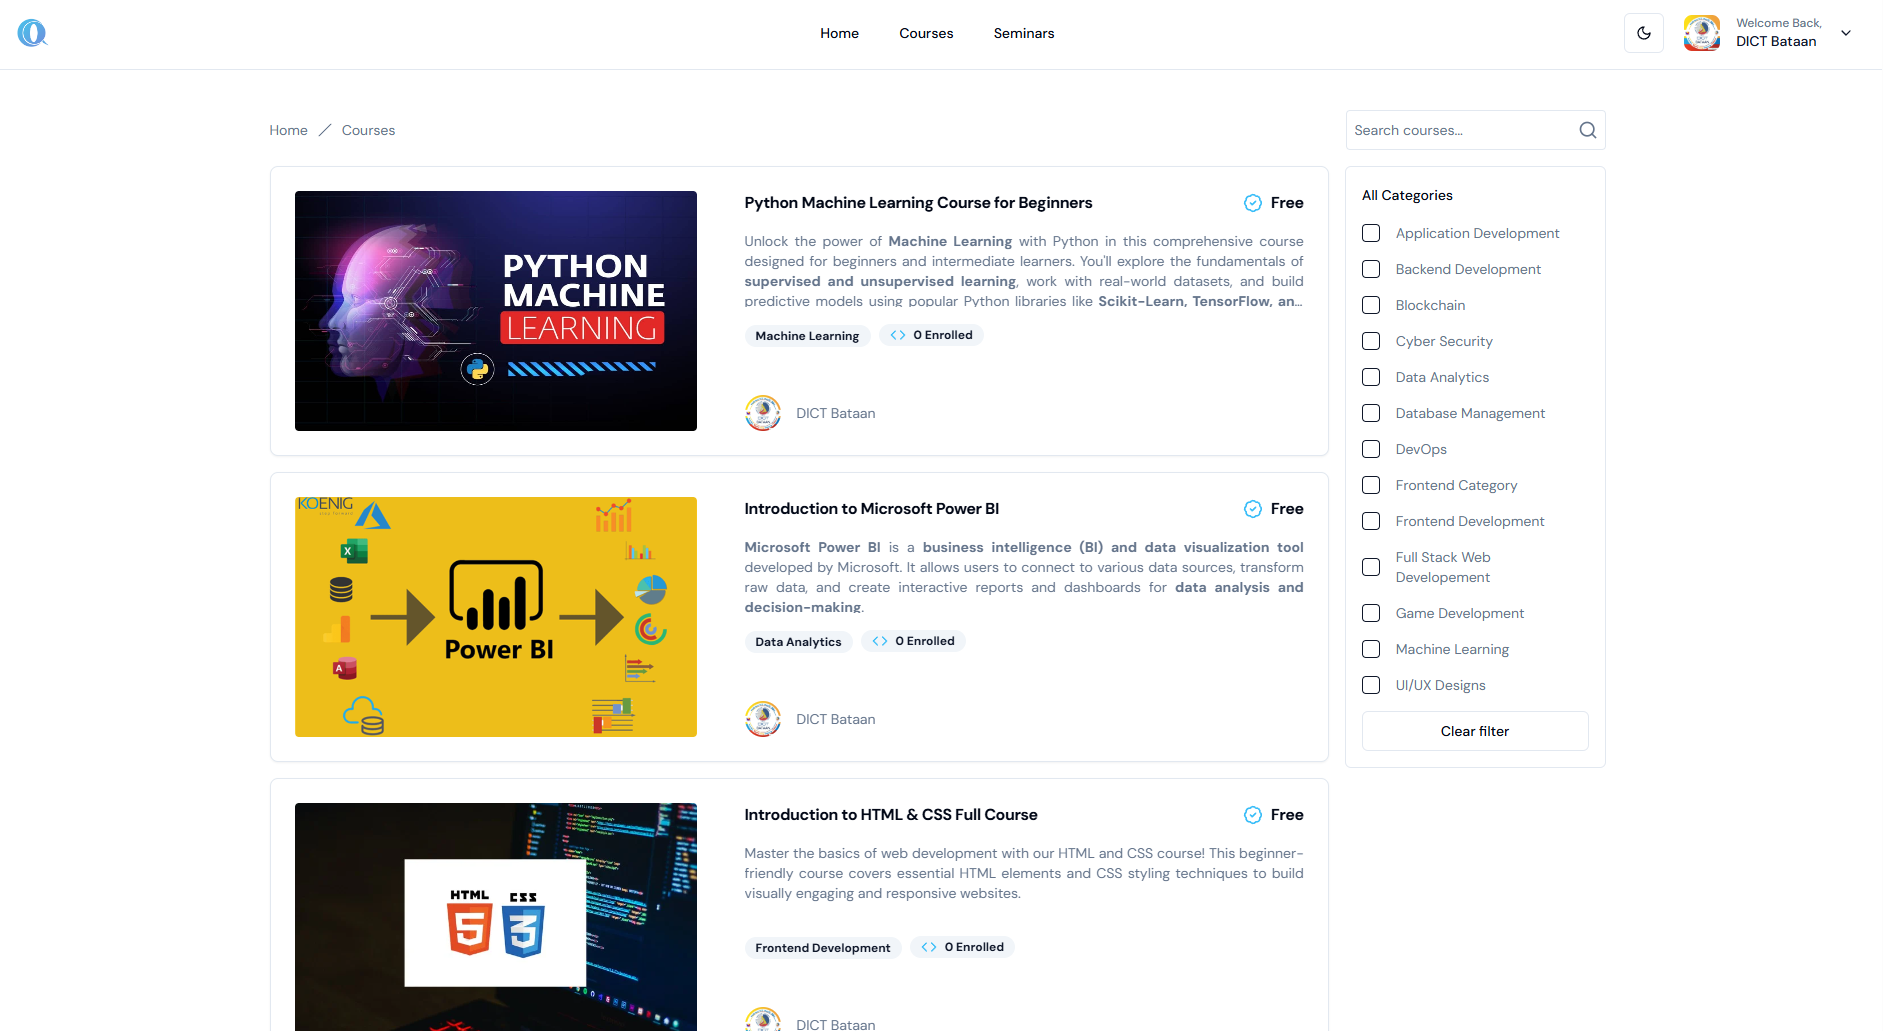 Home
Courses
Seminars
Welcome Back,
DICT Bataan
Home / Courses
Search courses...
PYTHON
MACHINE
LEARNING
Python Machine Learning Course for Beginners
Free
Unlock the power of Machine Learning with Python in this comprehensive course
designed for beginners and intermediate learners. You'll explore the fundamentals of
supervised and unsupervised learning, work with real-world datasets, and build
predictive models using popular Python libraries like Scikit-Learn, TensorFlow, an...
Machine Learning
0 Enrolled
DICT Bataan
KOENIG
X
A
Power BI
Introduction to Microsoft Power BI
Free
Microsoft Power BI is a business intelligence (BI) and data visualization tool
developed by Microsoft. It allows users to connect to various data sources, transform
raw data, and create interactive reports and dashboards for data analysis and
decision-making.
Data Analytics
0 Enrolled
DICT Bataan
HTML
5
CSS
3
Introduction to HTML & CSS Full Course
Free
Master the basics of web development with our HTML and CSS course! This beginner-
friendly course covers essential HTML elements and CSS styling techniques to build
visually engaging and responsive websites.
Frontend Development
0 Enrolled
DICT Bataan
All Categories
Application Development
Backend Development
Blockchain
Cyber Security
Data Analytics
Database Management
DevOps
Frontend Category
Frontend Development
Full Stack Web
Developement
Game Development
Machine Learning
UI/UX Designs
Clear filter